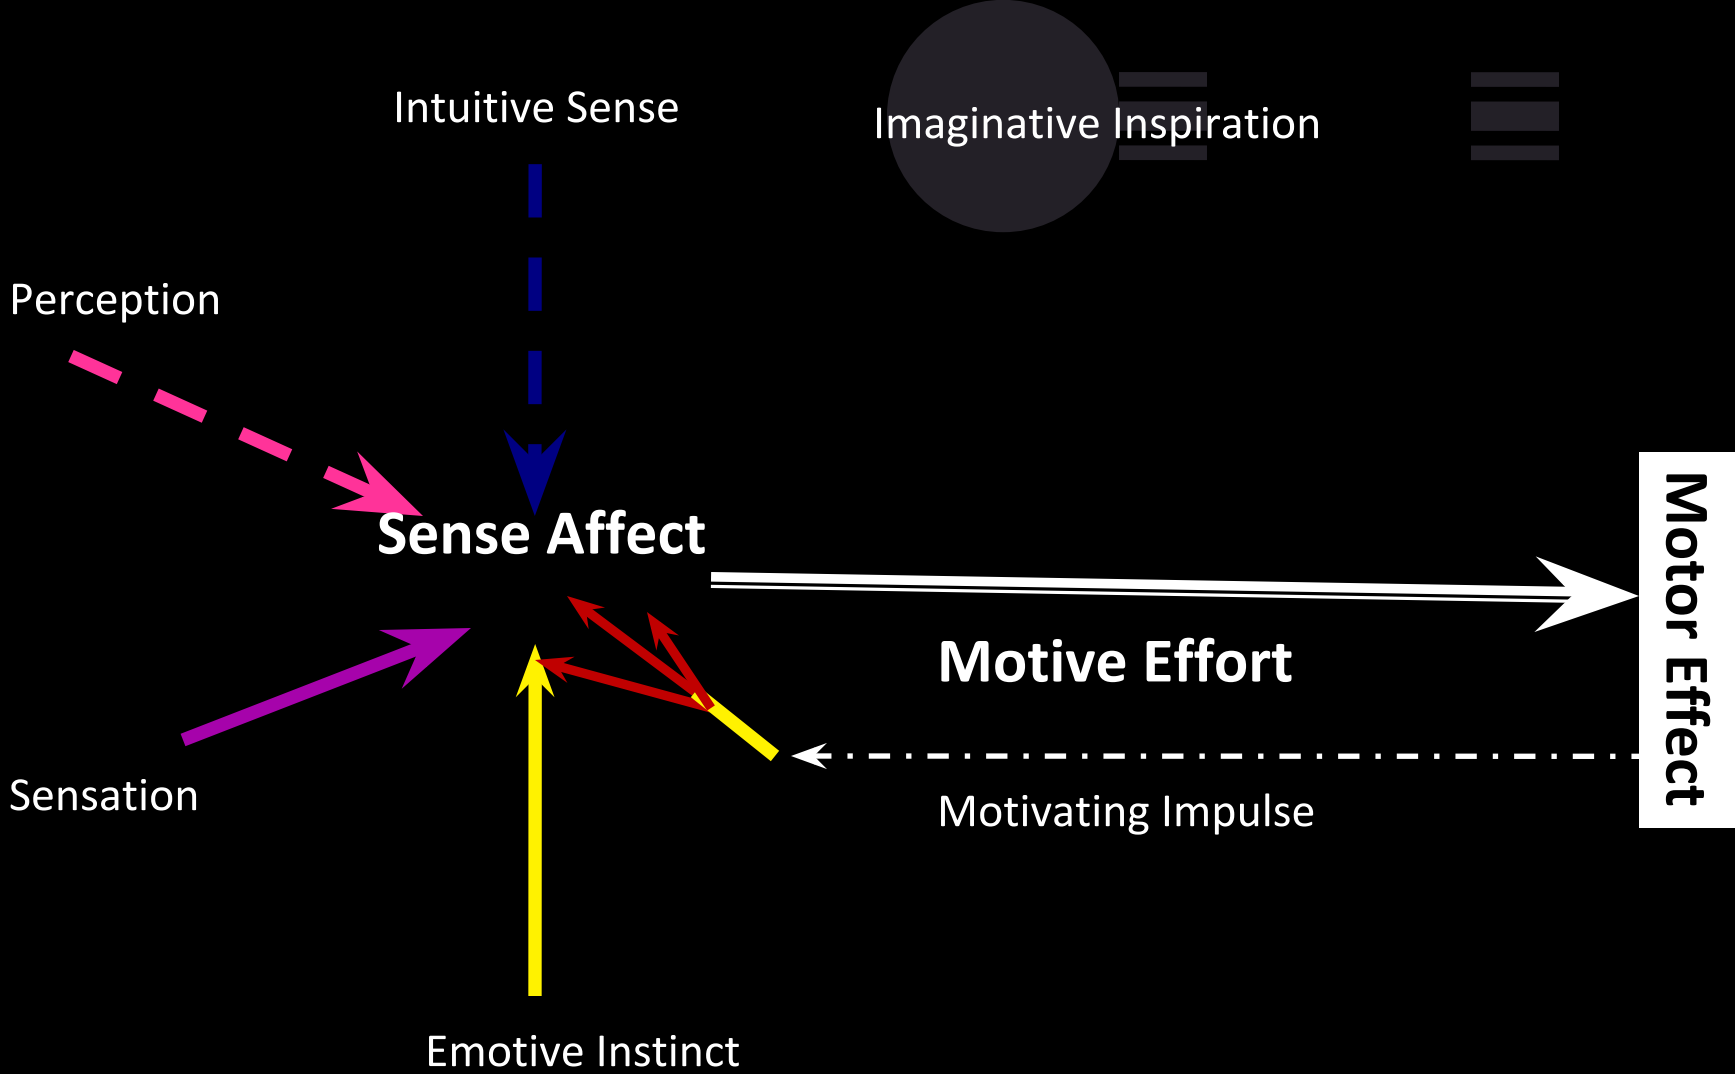 Intuitive Sense
Imaginative Inspiration
Perception
Sense Affect
Motor Effect
Motive Effort
Sensation
Motivating Impulse
Emotive Instinct